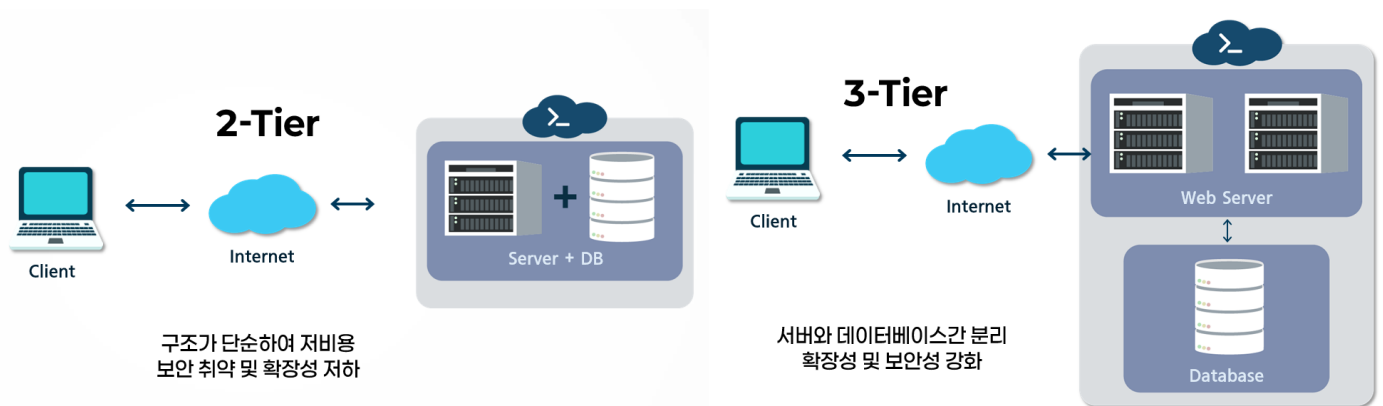 2-Tier
Client
Internet
Server + DB
구조가 단순하여 저비용
보안 취약 및 확장성 저하
3-Tier
Client
Internet
Web Server
Database
서버와 데이터베이스간 분리
확장성 및 보안성 강화